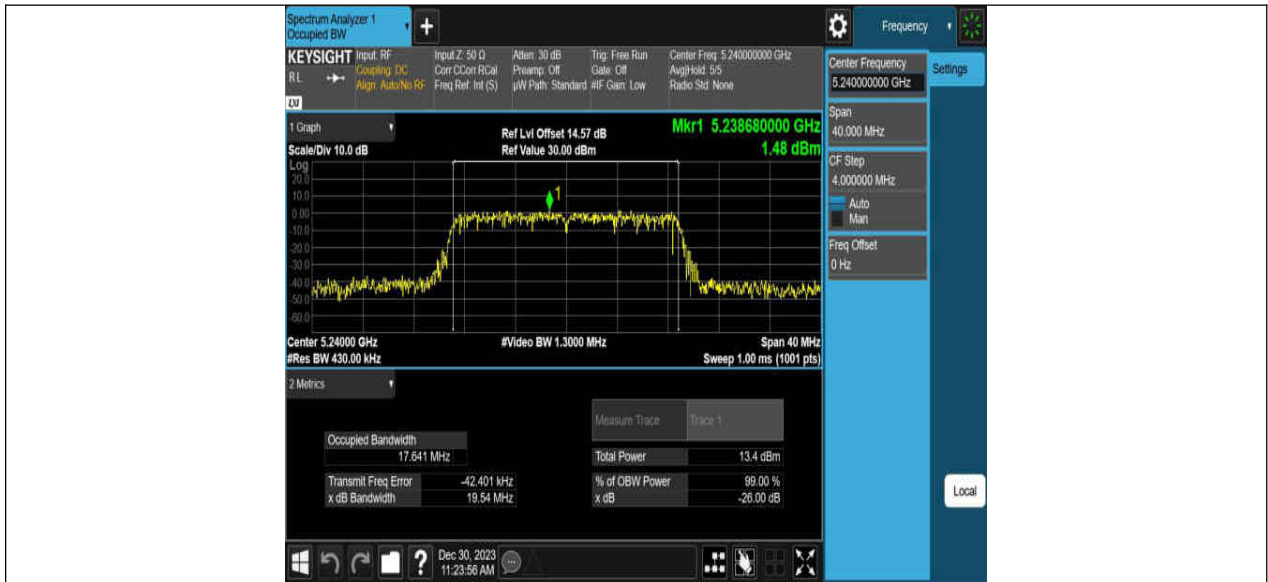 Spectrum Analyzer 1
Occupied BW
+
Frequency
KEYSIGHT
RL
LXI
Input: RF
Coupling: DC
Align: Auto/No RF
Input Z: 50 Ω
Corr CCorr RCal
Freq Ref: Int (S)
Atten: 30 dB
Preamp: Off
µW Path: Standard
Trig: Free Run
Gate: Off
#IF Gain: Low
Center Freq: 5.240000000 GHz
Avg|Hold: 5/5
Radio Std: None
Center Frequency
5.240000000 GHz
Settings
Span
40.000 MHz
CF Step
4.000000 MHz
Auto
Man
Freq Offset
0 Hz
Local
1 Graph
Scale/Div 10.0 dB
Ref Lvl Offset 14.57 dB
Ref Value 30.00 dBm
Mkr1 5.238680000 GHz
1.48 dBm
Log
20.0
10.0
0.00
-10.0
-20.0
-30.0
-40.0
-50.0
-60.0
1
Center 5.24000 GHz
#Res BW 430.00 kHz
#Video BW 1.3000 MHz
Span 40 MHz
Sweep 1.00 ms (1001 pts)
2 Metrics
Measure Trace Trace 1
Occupied Bandwidth
17.641 MHz
Total Power 13.4 dBm
Transmit Freq Error -42.401 kHz
% of OBW Power 99.00 %
x dB Bandwidth 19.54 MHz
x dB -26.00 dB
?
Dec 30, 2023
11:23:56 AM